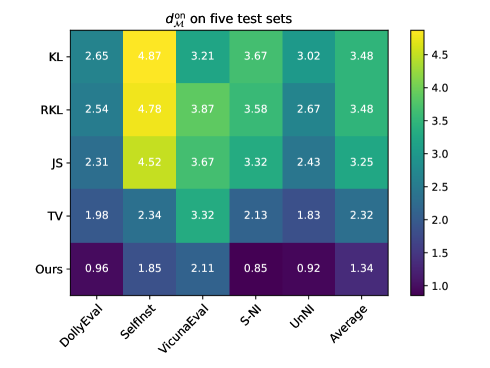 d_M^on on five test sets
KL 2.65 4.87 3.21 3.67 3.02 3.48
RKL 2.54 4.78 3.87 3.58 2.67 3.48
JS 2.31 4.52 3.67 3.32 2.43 3.25
TV 1.98 2.34 3.32 2.13 1.83 2.32
Ours 0.96 1.85 2.11 0.85 0.92 1.34
DollyEval SelfInst VicunaEval S-NI UnNI Average
4.5
4.0
3.5
3.0
2.5
2.0
1.5
1.0